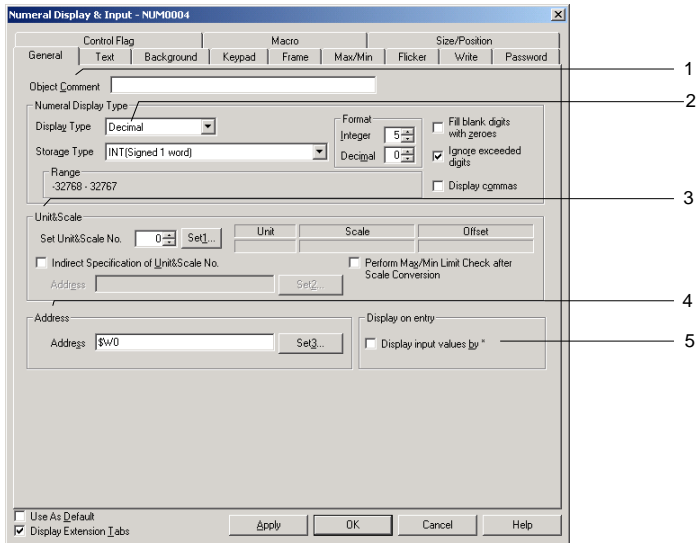 Numeral Display & Input - NUM0004
Control Flag Macro Size/Position
General Text Background Keypad Frame Max/Min Flicker Write Password
1
Object Comment
Numeral Display Type
2
Display Type Decimal
Format
Integer 5
Decimal 0
Fill blank digits
with zeroes
Storage Type INT(Signed 1 word)
Ignore exceeded
digits
Range
-32768 - 32767
Display commas
3
Unit&Scale
Set Unit&Scale No. 0 Set1...
Unit Scale Offset
Indirect Specification of Unit&Scale No.
Perform Max/Min Limit Check after
Scale Conversion
Address Set2...
4
Address
Address $W0 Set3...
Display on entry
Display input values by *
5
Use As Default
Display Extension Tabs
Apply OK Cancel Help